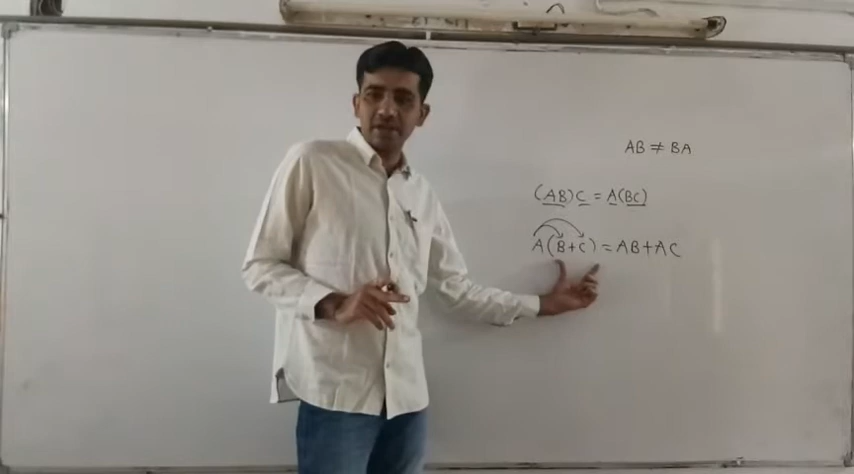 AB ≠ BA
(AB)C = A(BC)
A(B+C) = AB+AC